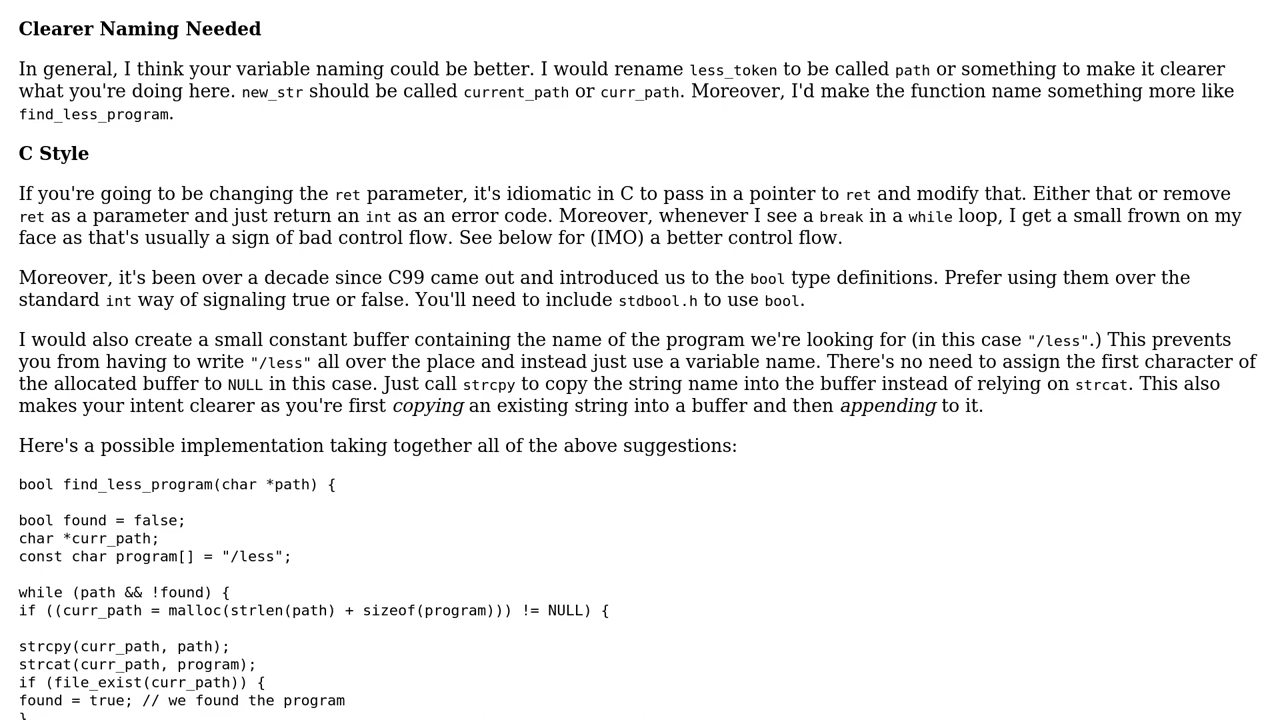 Clearer Naming Needed
In general, I think your variable naming could be better. I would rename less_token to be called path or something to make it clearer
what you're doing here. new_str should be called current_path or curr_path. Moreover, I'd make the function name something more like
find_less_program.
C Style
If you're going to be changing the ret parameter, it's idiomatic in C to pass in a pointer to ret and modify that. Either that or remove
ret as a parameter and just return an int as an error code. Moreover, whenever I see a break in a while loop, I get a small frown on my
face as that's usually a sign of bad control flow. See below for (IMO) a better control flow.
Moreover, it's been over a decade since C99 came out and introduced us to the bool type definitions. Prefer using them over the
standard int way of signaling true or false. You'll need to include stdbool.h to use bool.
I would also create a small constant buffer containing the name of the program we're looking for (in this case "/less".) This prevents
you from having to write "/less" all over the place and instead just use a variable name. There's no need to assign the first character of
the allocated buffer to NULL in this case. Just call strcpy to copy the string name into the buffer instead of relying on strcat. This also
makes your intent clearer as you're first copying an existing string into a buffer and then appending to it.
Here's a possible implementation taking together all of the above suggestions:
bool find_less_program(char *path) {
bool found = false;
char *curr_path;
const char program[] = "/less";
while (path && !found) {
if ((curr_path = malloc(strlen(path) + sizeof(program))) != NULL) {
strcpy(curr_path, path);
strcat(curr_path, program);
if (file_exist(curr_path)) {
found = true; // we found the program
}